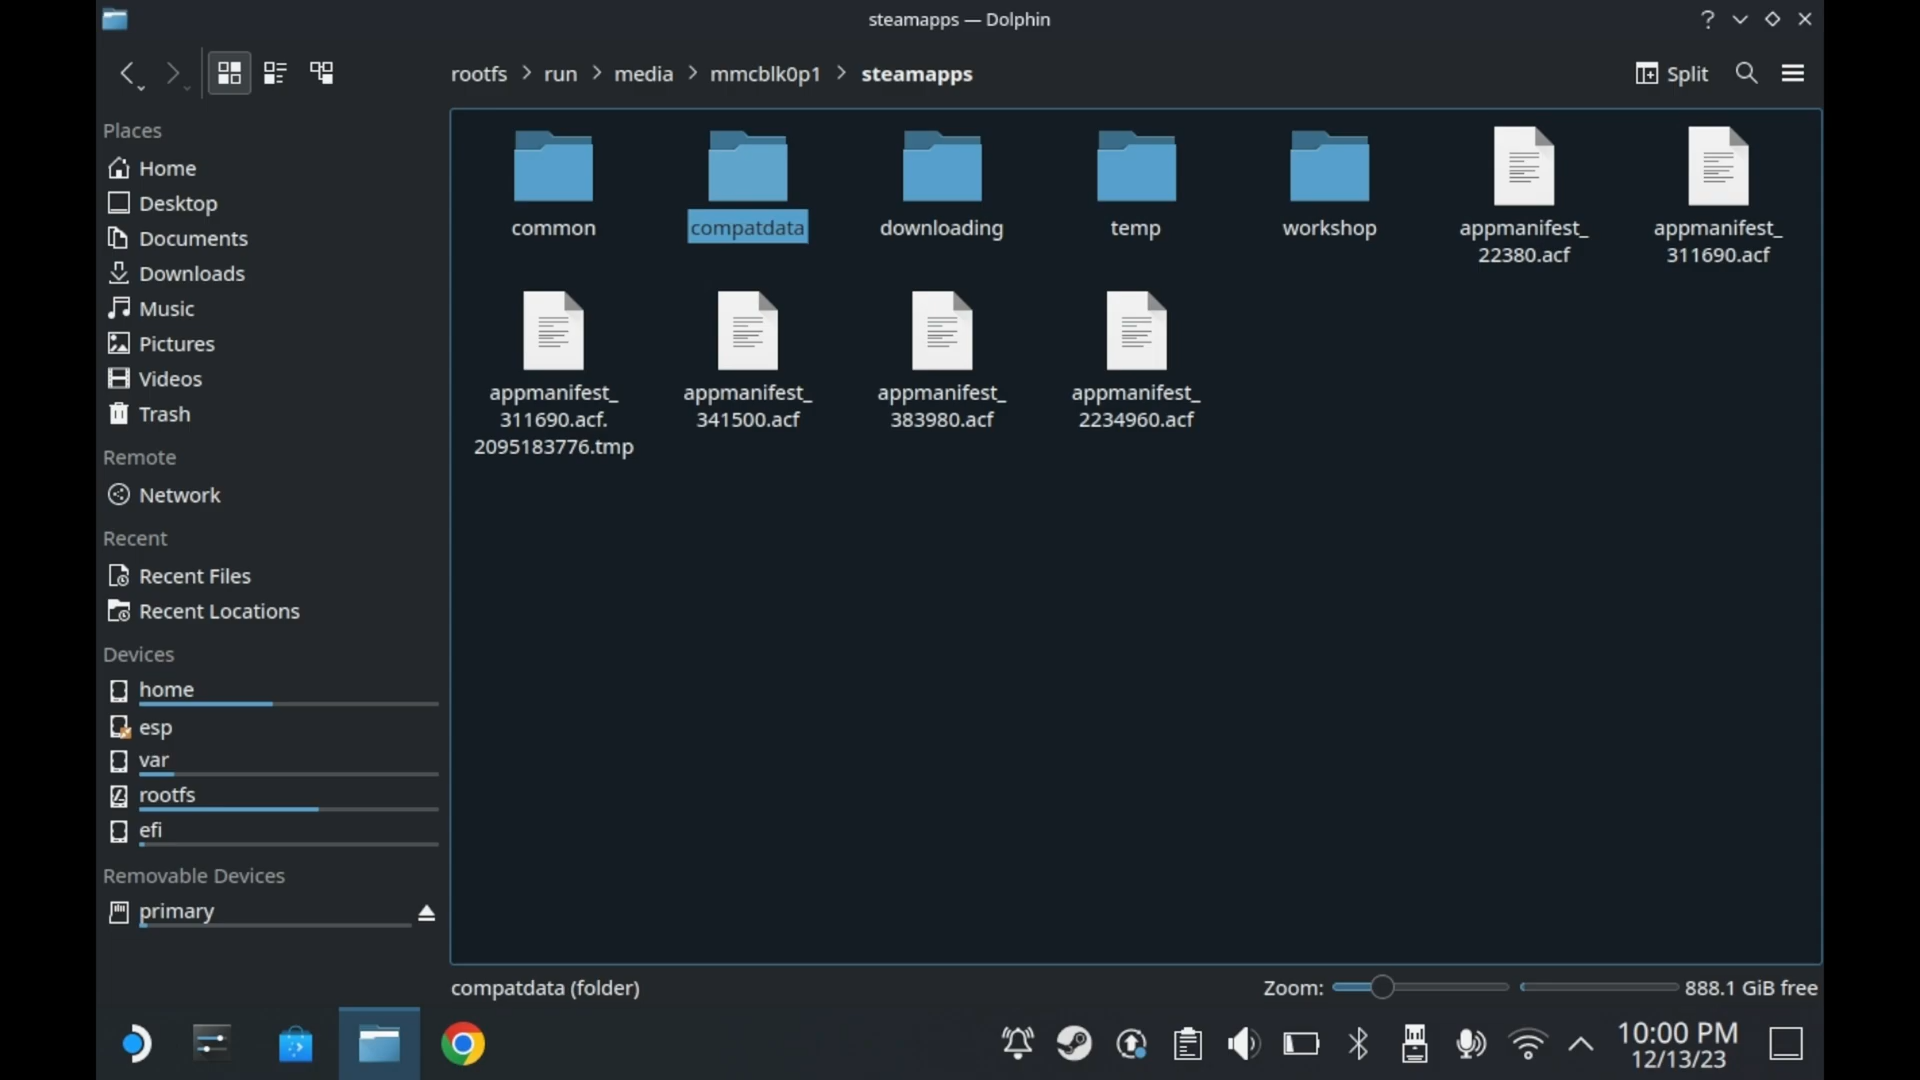 steamapps — Dolphin
rootfs > run > media > mmcblk0p1 > steamapps
Split
Places
Home
Desktop
Documents
Downloads
Music
Pictures
Videos
Trash
Remote
Network
Recent
Recent Files
Recent Locations
Devices
home
esp
var
rootfs
efi
Removable Devices
primary
common
compatdata
downloading
temp
workshop
appmanifest_
22380.acf
appmanifest_
311690.acf
appmanifest_
311690.acf.
2095183776.tmp
appmanifest_
341500.acf
appmanifest_
383980.acf
appmanifest_
2234960.acf
compatdata (folder)
Zoom:
888.1 GiB free
10:00 PM
12/13/23